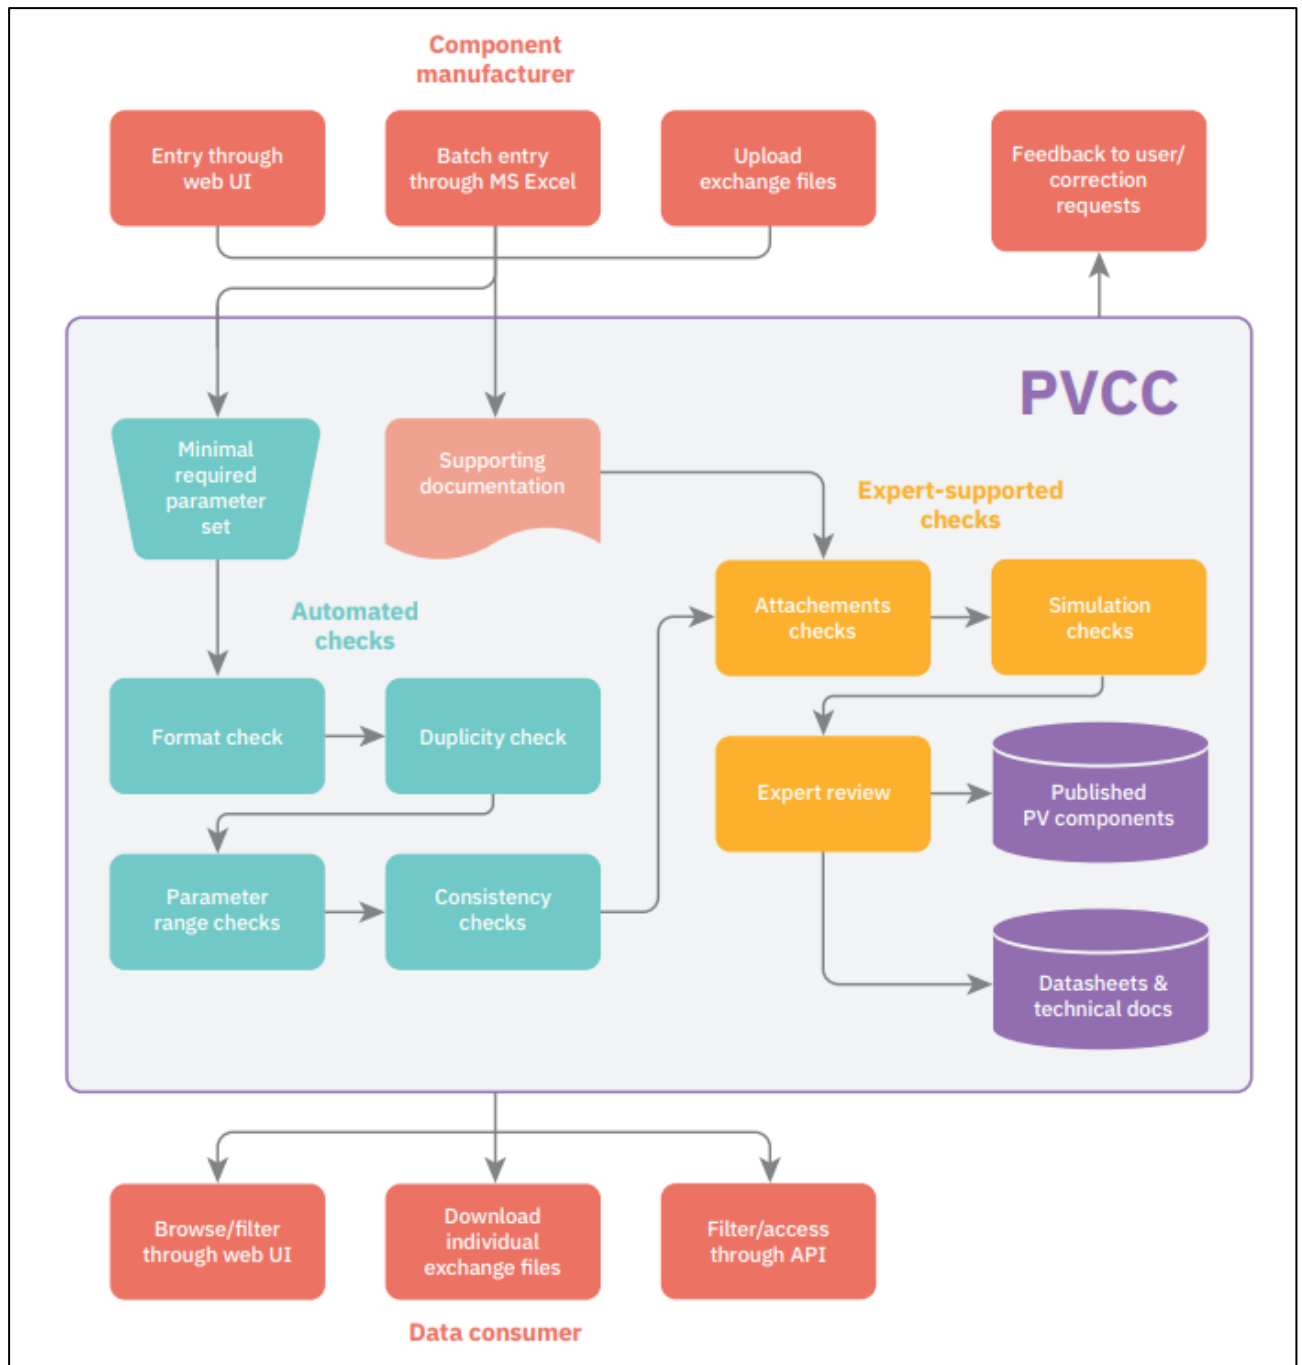 Component
manufacturer
Entry through
web UI
Batch entry
through MS Excel
Upload
exchange files
Feedback to user/
correction
requests
PVCC
Minimal
required
parameter
set
Supporting
documentation
Expert-supported
checks
Automated
checks
Attachements
checks
Simulation
checks
Format check
Duplicity check
Expert review
Published
PV components
Parameter
range checks
Consistency
checks
Datasheets &
technical docs
Browse/filter
through web UI
Download
individual
exchange files
Filter/access
through API
Data consumer